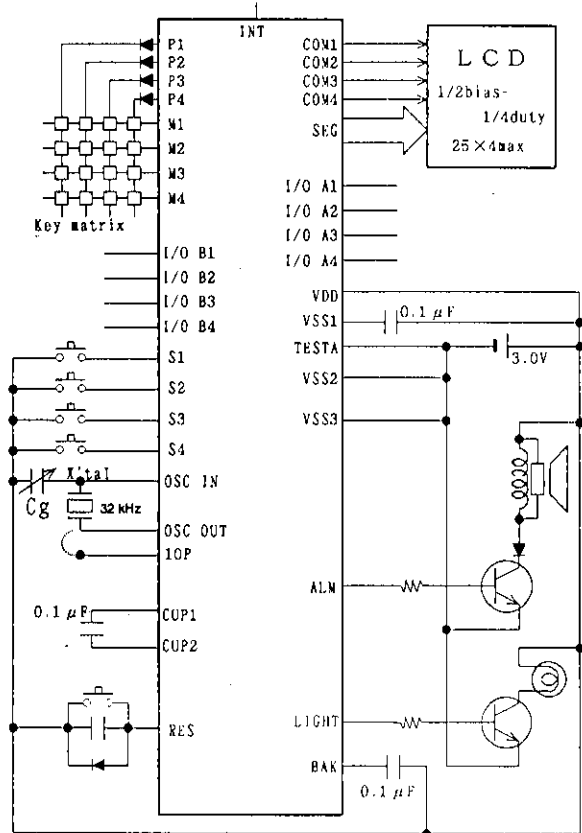 INT
P1
P2
P3
P4
M1
M2
M3
M4
Key matrix
I/O B1
I/O B2
I/O B3
I/O B4
S1
S2
S3
S4
X'tal
OSC IN
Cg
32 kHz
OSC OUT
10P
0.1 μF
CUP1
CUP2
RES
COM1
COM2
COM3
COM4
SEG
LCD
1/2bias-
1/4duty
25×4max
I/O A1
I/O A2
I/O A3
I/O A4
VDD
VSS1
0.1 μF
TESTA
3.0V
VSS2
VSS3
ALM
LIGHT
BAK
0.1 μF